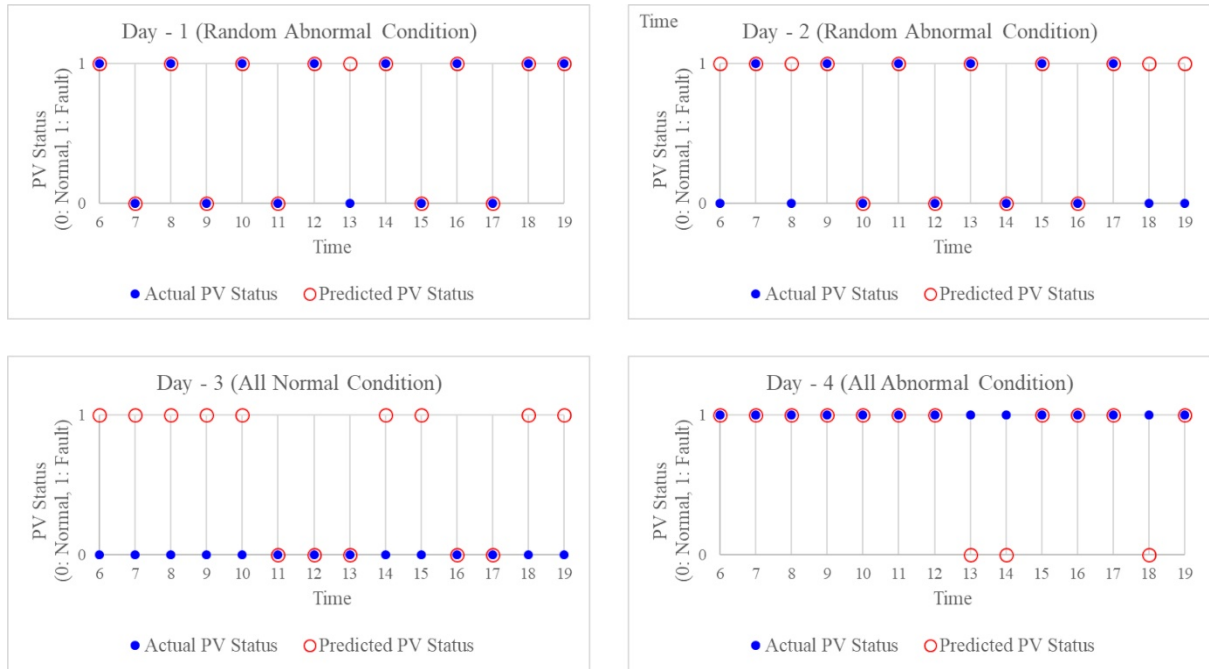 Day - 1 (Random Abnormal Condition)
1
0
PV Status
(0: Normal, 1: Fault)
6 7 8 9 10 11 12 13 14 15 16 17 18 19
Time
Actual PV Status Predicted PV Status
Time
Day - 2 (Random Abnormal Condition)
1
0
PV Status
(0: Normal, 1: Fault)
6 7 8 9 10 11 12 13 14 15 16 17 18 19
Time
Actual PV Status Predicted PV Status
Day - 3 (All Normal Condition)
1
0
PV Status
(0: Normal, 1: Fault)
6 7 8 9 10 11 12 13 14 15 16 17 18 19
Time
Actual PV Status Predicted PV Status
Day - 4 (All Abnormal Condition)
1
0
PV Status
(0: Normal, 1: Fault)
6 7 8 9 10 11 12 13 14 15 16 17 18 19
Time
Actual PV Status Predicted PV Status